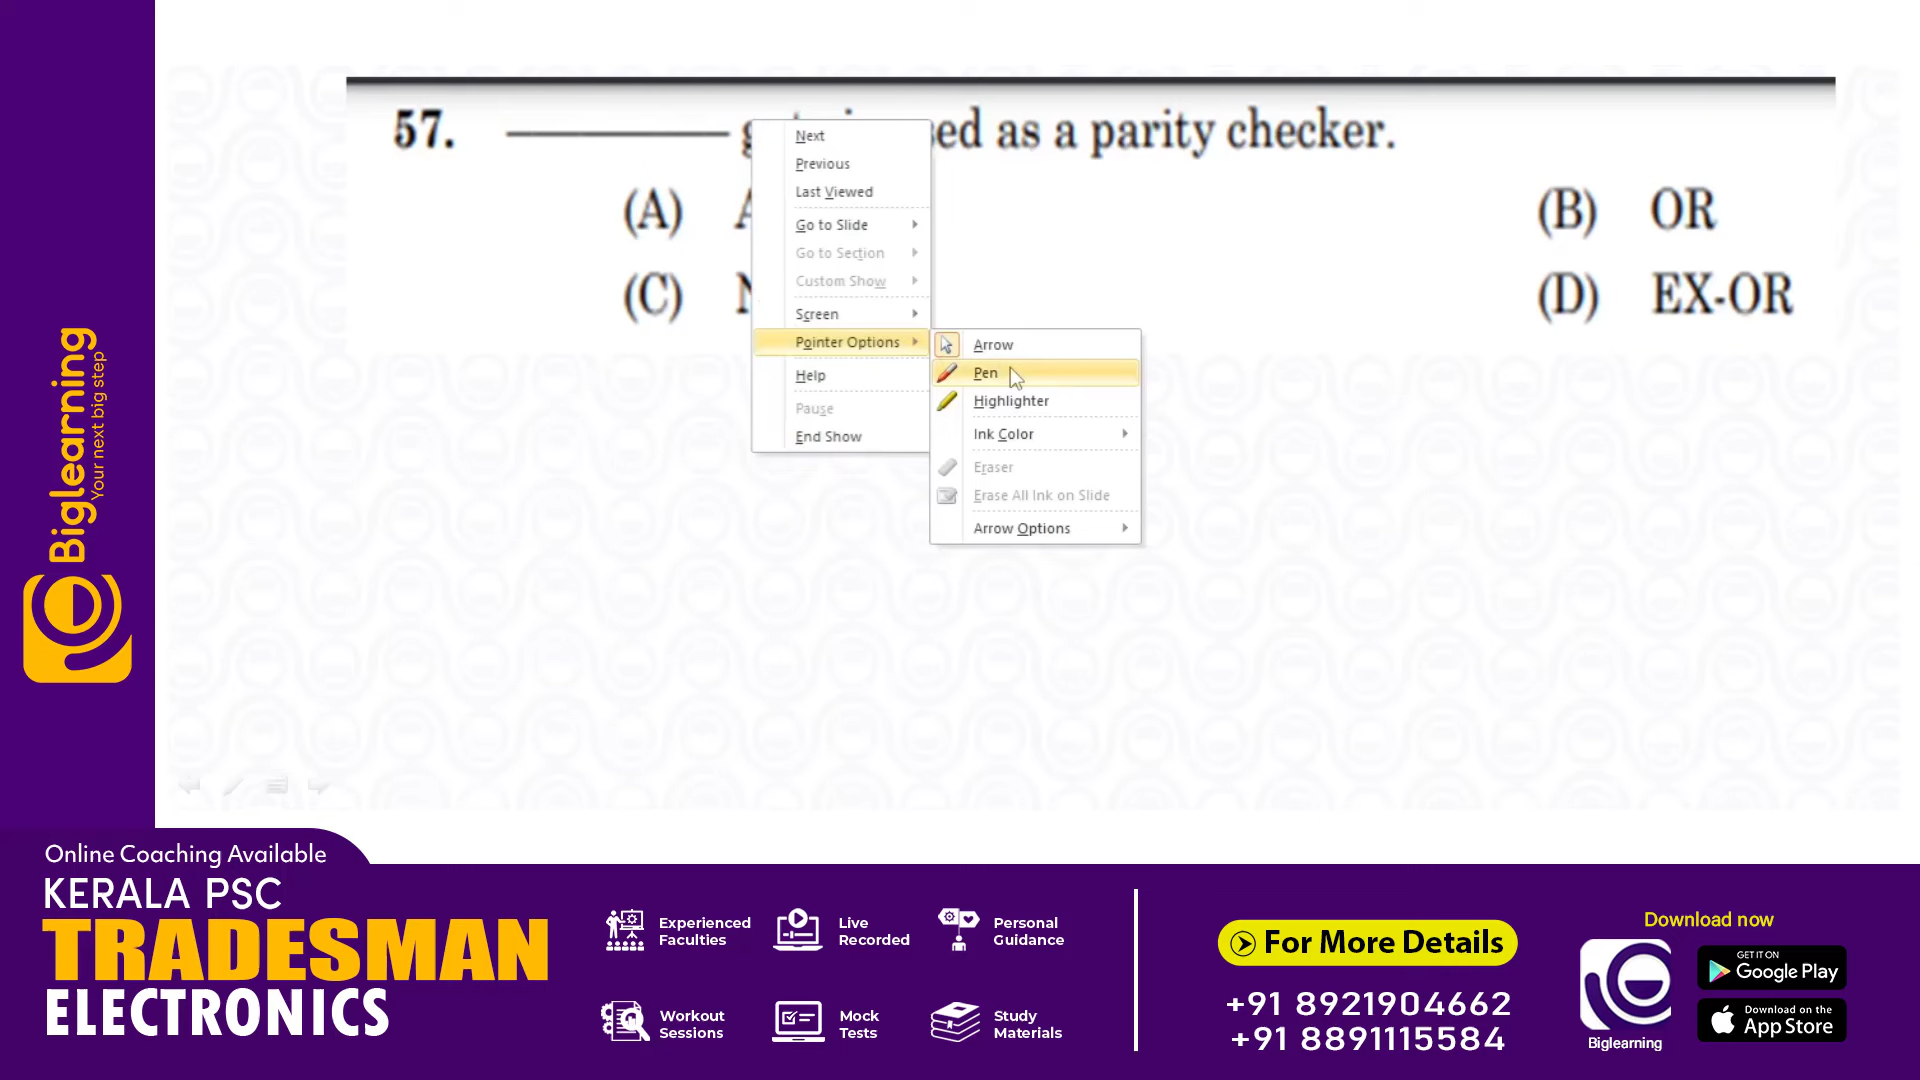 57. ________ sed as a parity checker.
(A) (B) OR
(C) (D) EX-OR
Next
Previous
Last Viewed
Go to Slide
Go to Section
Custom Show
Screen
Pointer Options
Help
Pause
End Show
Arrow
Pen
Highlighter
Ink Color
Eraser
Erase All Ink on Slide
Arrow Options
Biglearning
Your next big step
Online Coaching Available
KERALA PSC
TRADESMAN
ELECTRONICS
Experienced
Faculties
Live
Recorded
Personal
Guidance
Workout
Sessions
Mock
Tests
Study
Materials
For More Details
+91 8921904662
+91 8891115584
Download now
Biglearning
GET IT ON
Google Play
Download on the
App Store